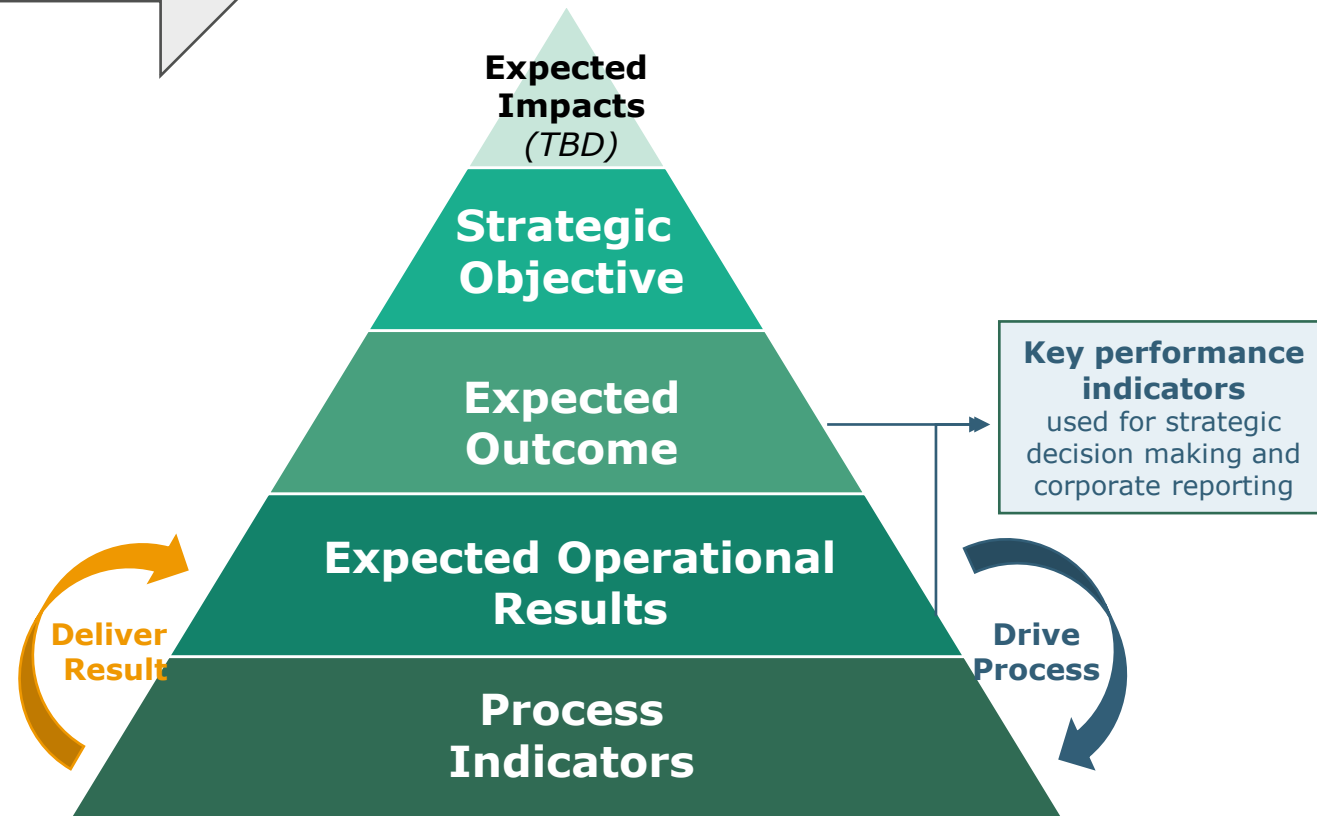 Expected
Impacts
(TBD)
Strategic
Objective
Expected
Outcome
Key performance
indicators
used for strategic
decision making and
corporate reporting
Expected Operational
Results
Deliver
Result
Drive
Process
Process
Indicators